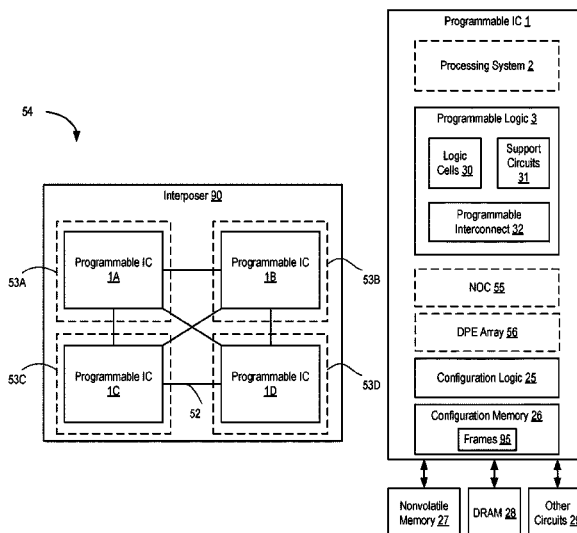 54
Interposer 90
53A
Programmable IC
1A
Programmable IC
1B
53B
53C
Programmable IC
1C
Programmable IC
1D
53D
52
Programmable IC 1
Processing System 2
Programmable Logic 3
Logic
Cells 30
Support
Circuits
31
Programmable
Interconnect 32
NOC 55
DPE Array 56
Configuration Logic 25
Configuration Memory 26
Frames 95
Nonvolatile
Memory 27
DRAM 28
Other
Circuits